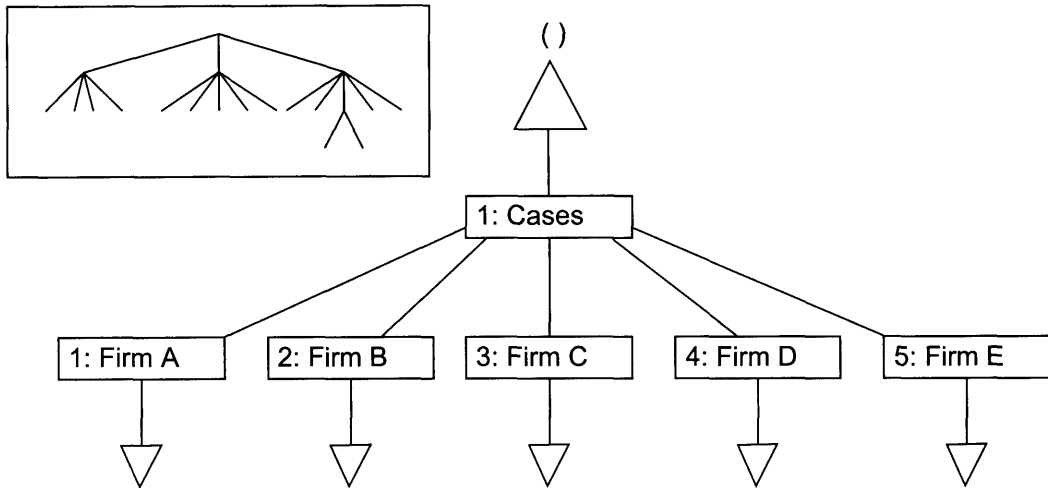 ( )
1: Cases
1: Firm A
2: Firm B
3: Firm C
4: Firm D
5: Firm E